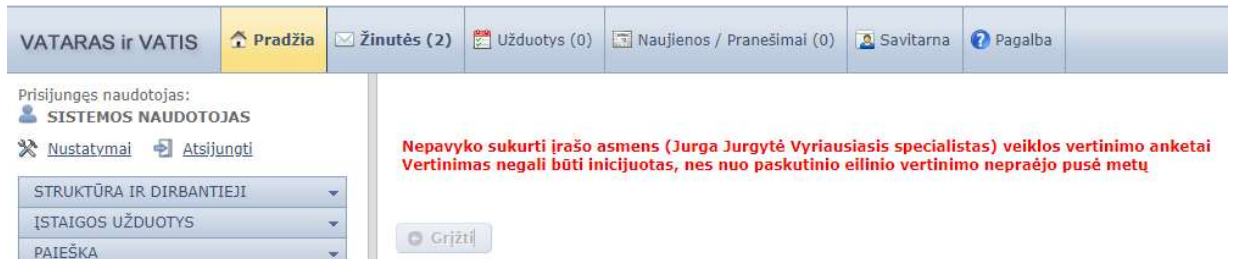 VATARAS ir VATIS
Pradžia
Žinutės (2)
Užduotys (0)
Naujienos / Pranešimai (0)
Savitarna
Pagalba
Prisijungęs naudotojas:
SISTEMOS NAUDOTOJAS
Nustatymai Atsijungti
STRUKTŪRA IR DIRBANTIEJI
ĮSTAIGOS UŽDUOTYS
PAIEŠKA
Nepavyko sukurti įrašo asmens (Jurga Jurgytė Vyriausiasis specialistas) veiklos vertinimo anketai
Vertinimas negali būti inicijuotas, nes nuo paskutinio eilinio vertinimo nepraėjo pusė metų
Grįžti